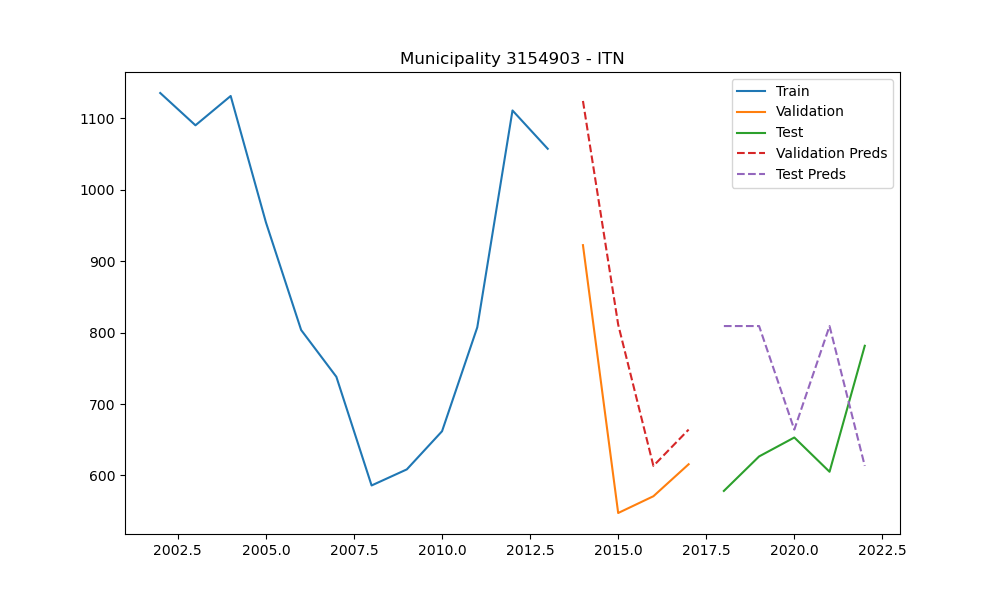 Municipality 3154903 - ITN
1100
1000
900
800
700
600
2002.5
2005.0
2007.5
2010.0
2012.5
2015.0
2017.5
2020.0
2022.5
Train
Validation
Test
Validation Preds
Test Preds